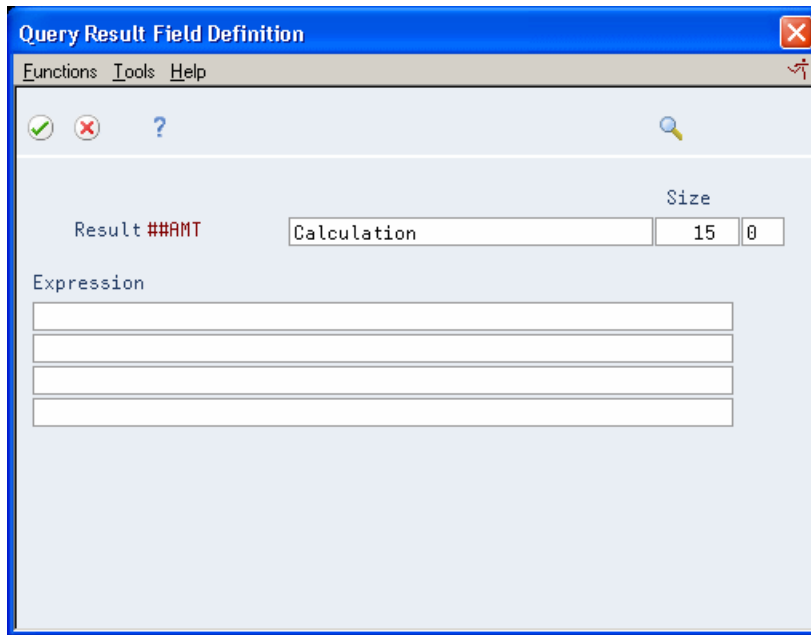 Query Result Field Definition
Functions Tools Help
?
Size
Result ##AMT Calculation 15 0
Expression